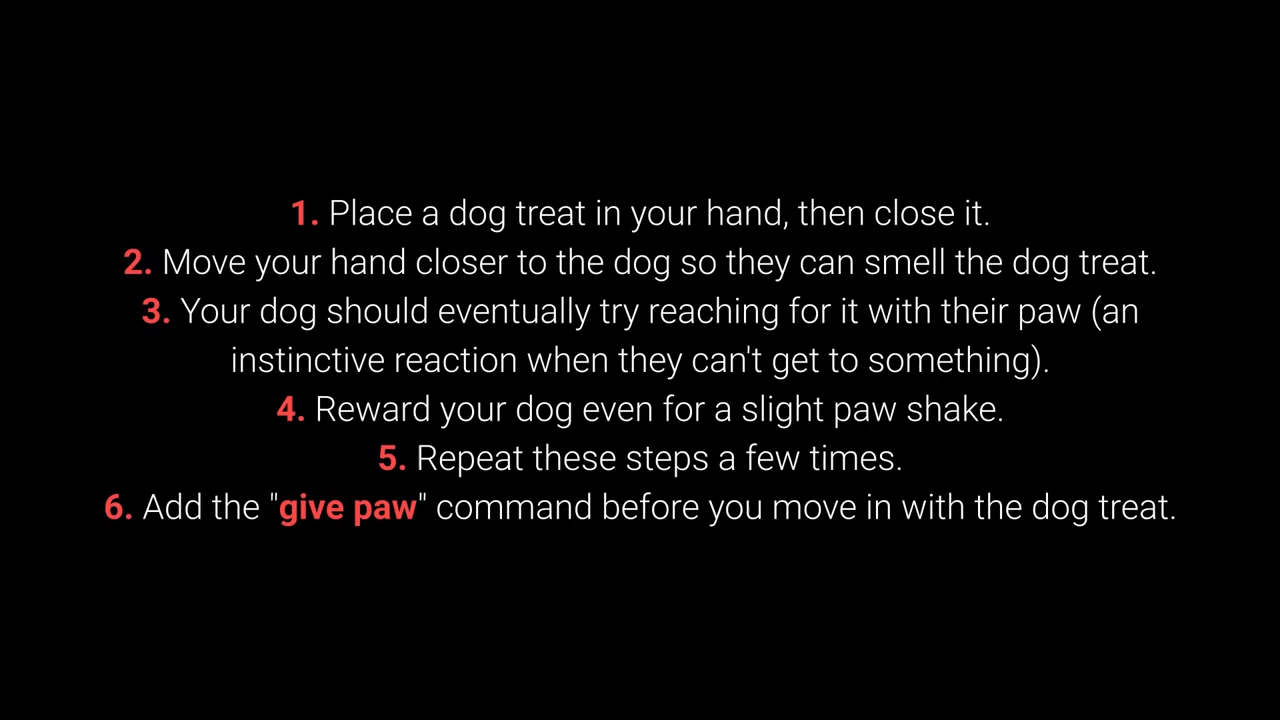 1. Place a dog treat in your hand, then close it.
2. Move your hand closer to the dog so they can smell the dog treat.
3. Your dog should eventually try reaching for it with their paw (an
instinctive reaction when they can't get to something).
4. Reward your dog even for a slight paw shake.
5. Repeat these steps a few times.
6. Add the "give paw" command before you move in with the dog treat.